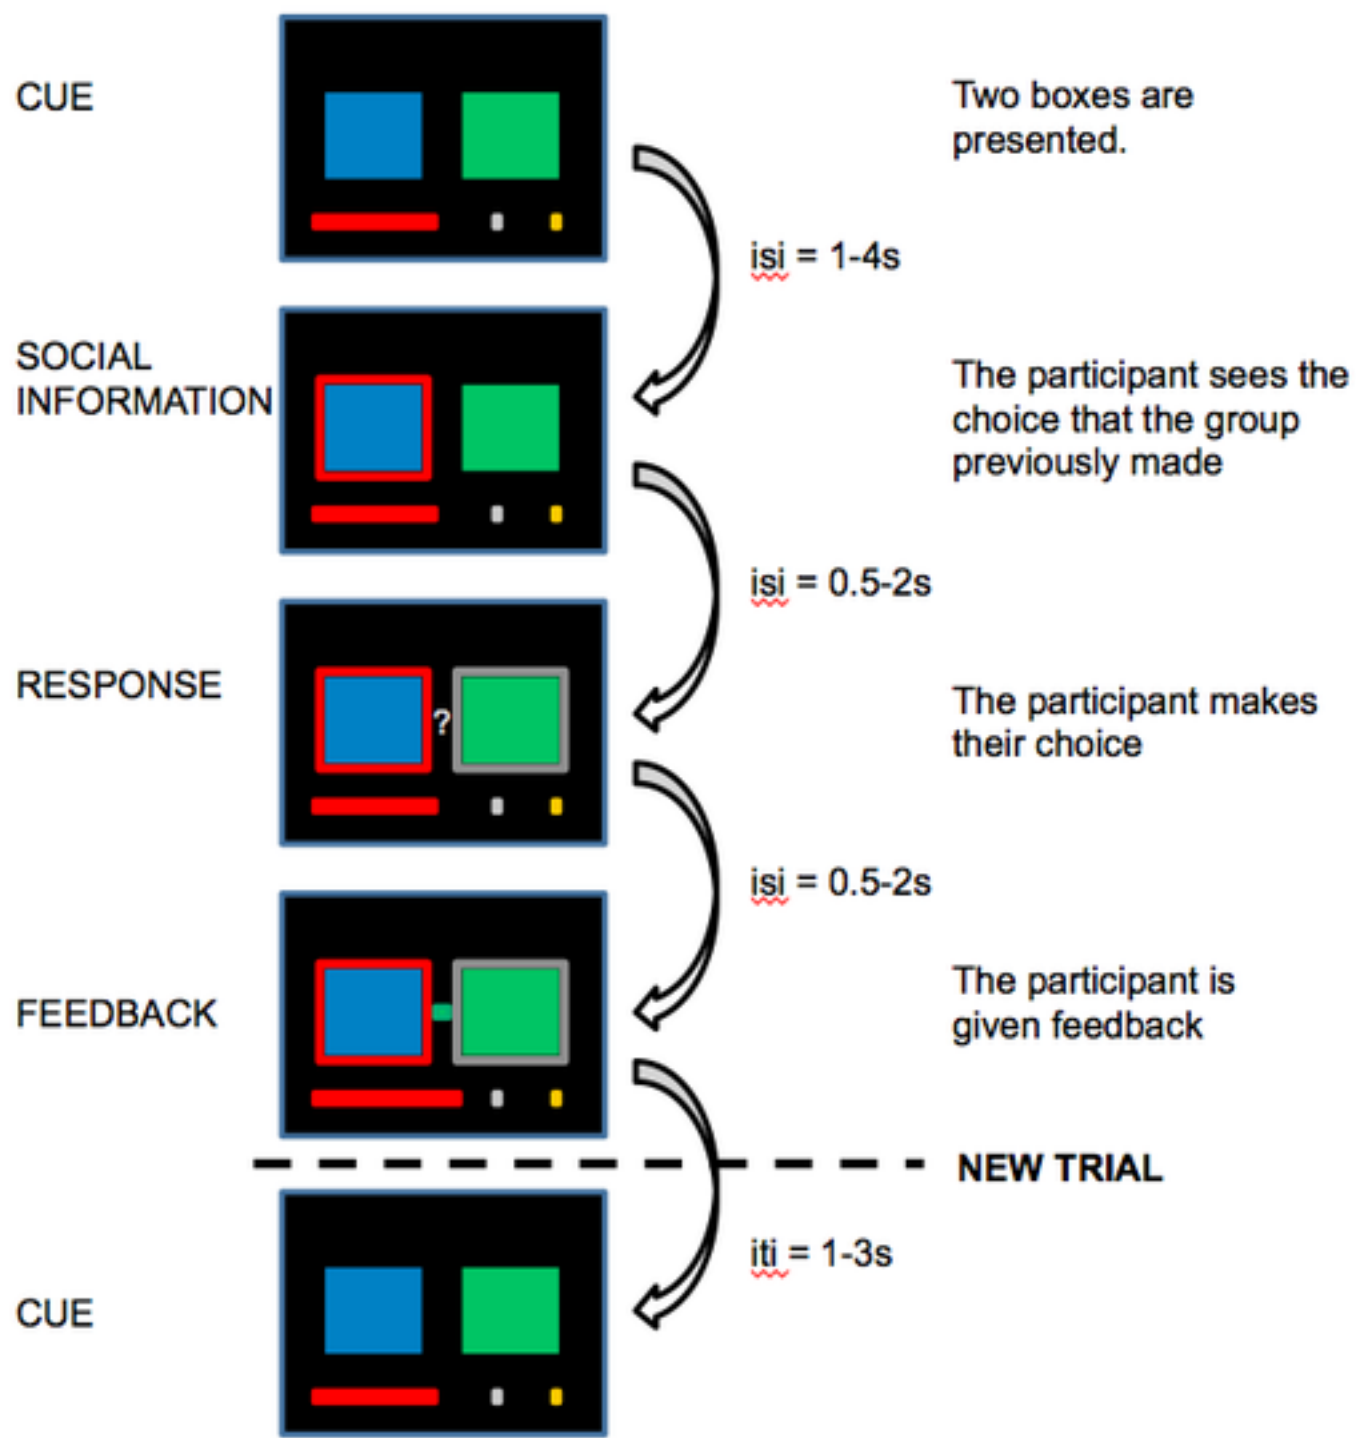 CUE
Two boxes are
presented.
isi = 1-4s
SOCIAL
INFORMATION
The participant sees the
choice that the group
previously made
isi = 0.5-2s
RESPONSE
?
The participant makes
their choice
isi = 0.5-2s
FEEDBACK
The participant is
given feedback
NEW TRIAL
iti = 1-3s
CUE